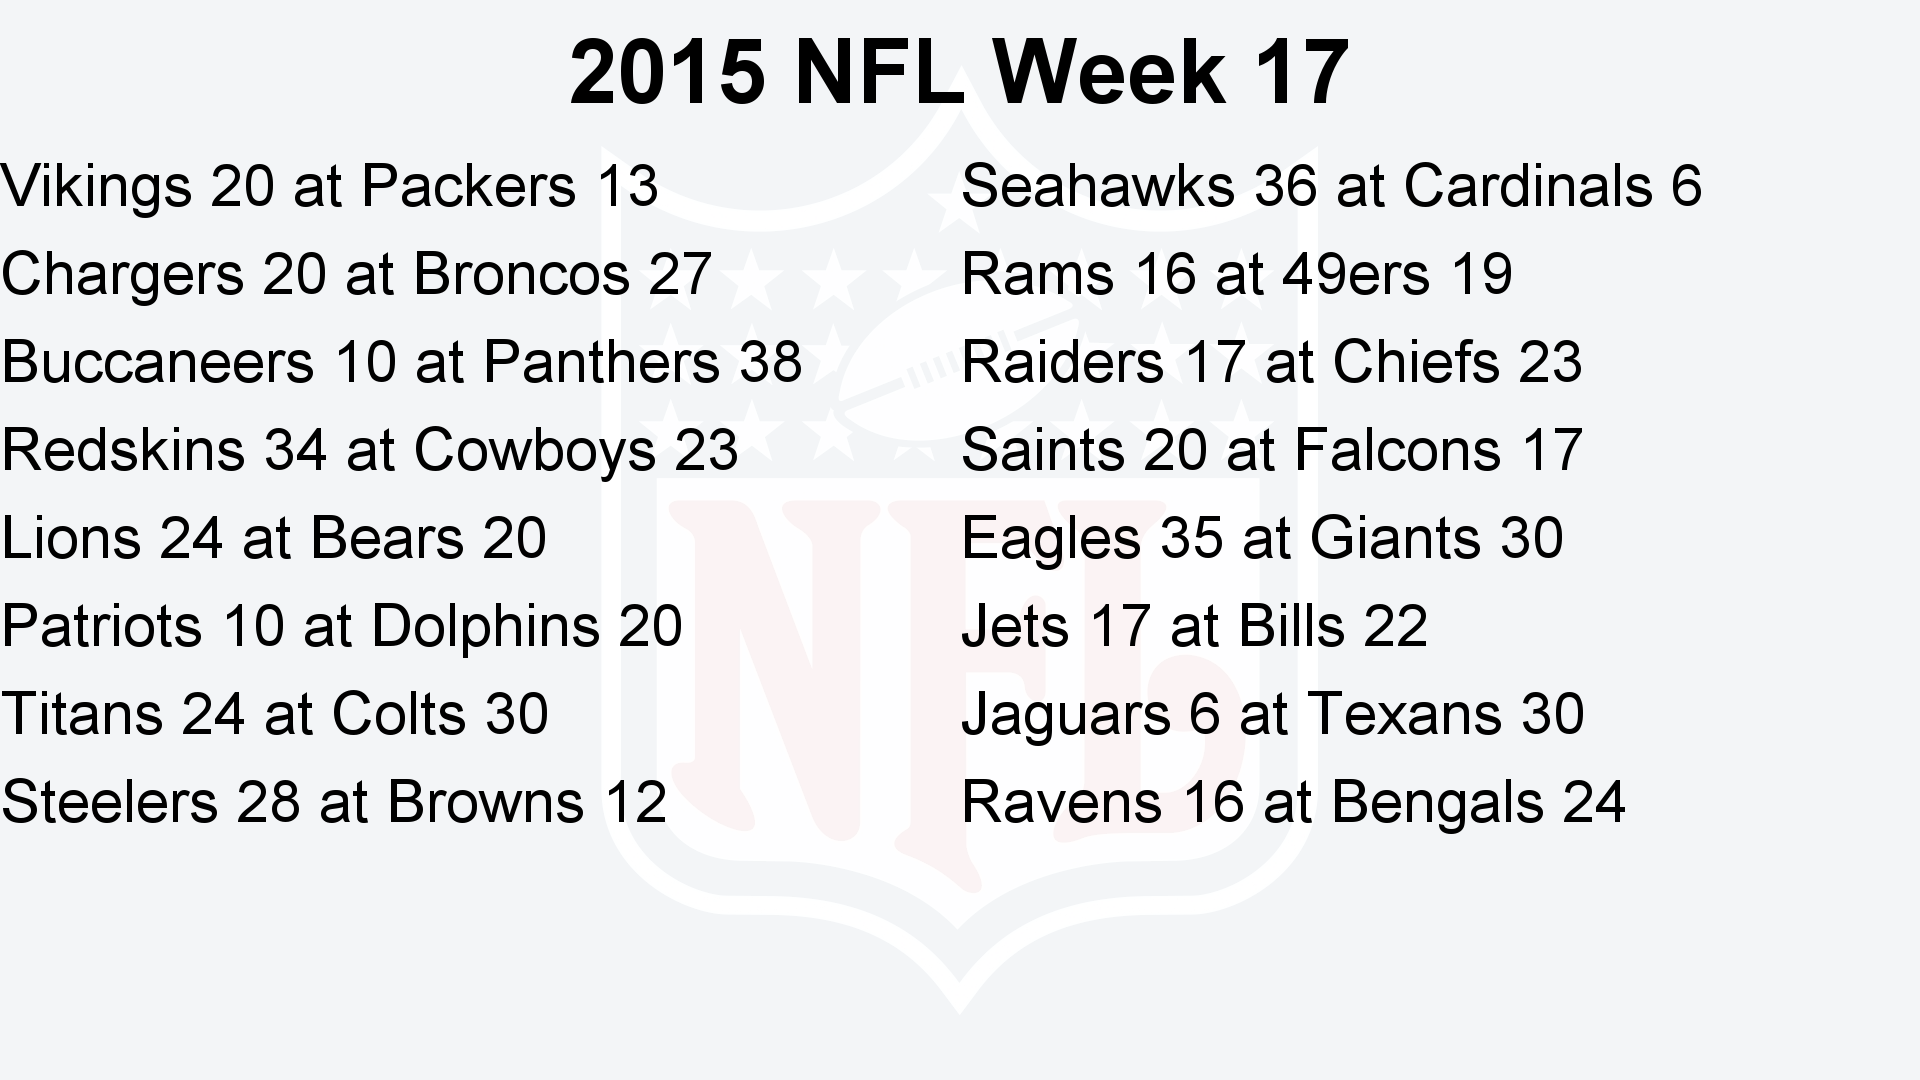 2015 NFL Week 17
Vikings 20 at Packers 13
Chargers 20 at Broncos 27
Buccaneers 10 at Panthers 38
Redskins 34 at Cowboys 23
Lions 24 at Bears 20
Patriots 10 at Dolphins 20
Titans 24 at Colts 30
Steelers 28 at Browns 12
Seahawks 36 at Cardinals 6
Rams 16 at 49ers 19
Raiders 17 at Chiefs 23
Saints 20 at Falcons 17
Eagles 35 at Giants 30
Jets 17 at Bills 22
Jaguars 6 at Texans 30
Ravens 16 at Bengals 24
NFL